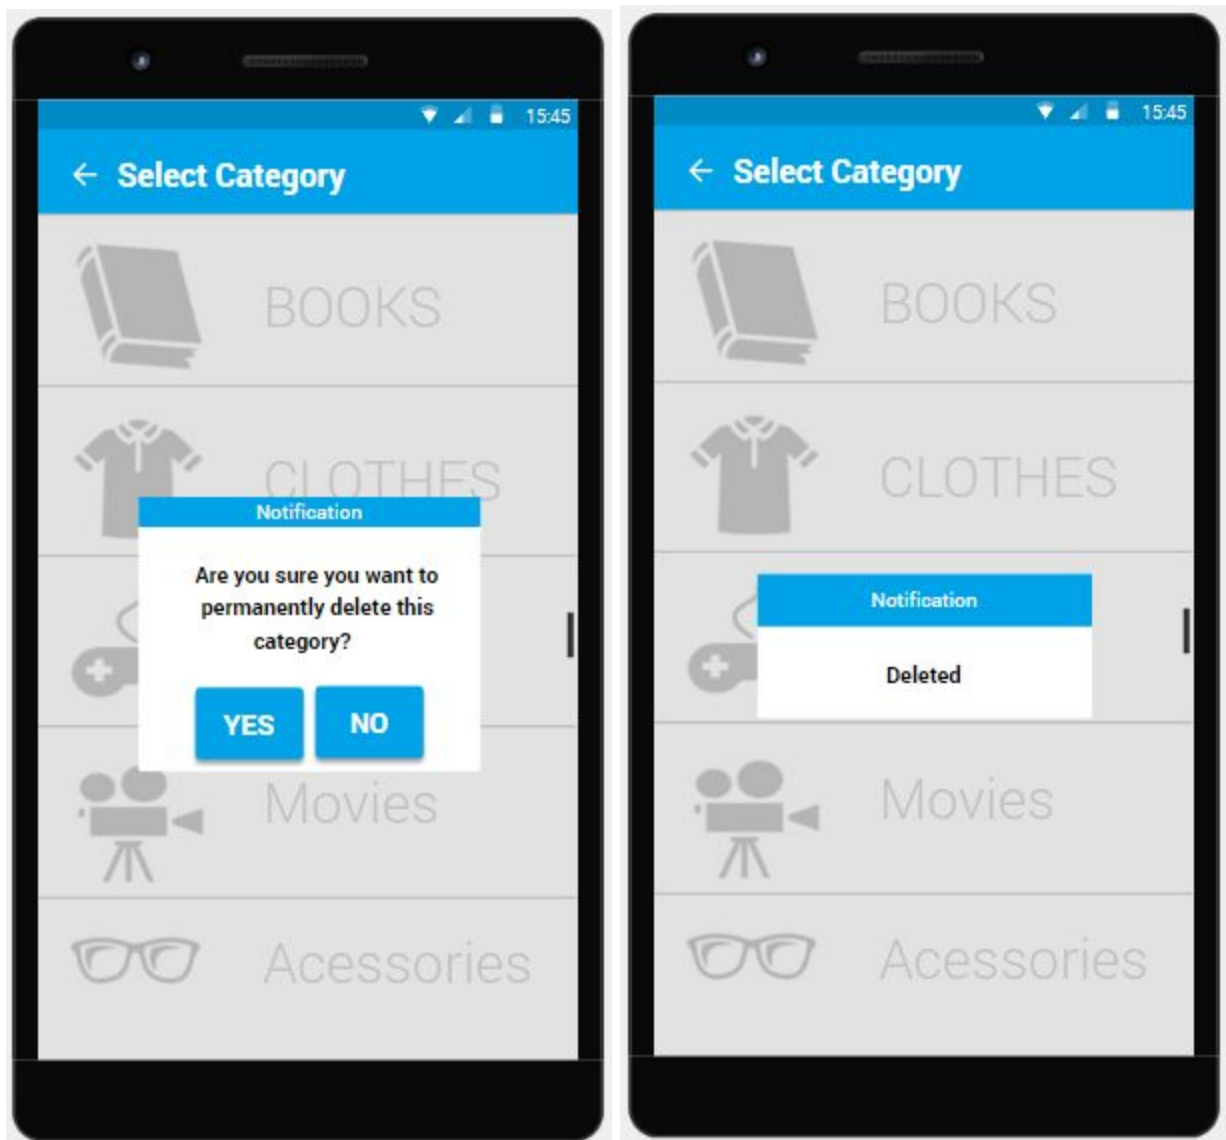 15:45
Select Category
BOOKS
CLOTHES
Notification
Are you sure you want to
permanently delete this
category?
YES NO
Movies
Acessories
15:45
Select Category
BOOKS
CLOTHES
Notification
Deleted
Movies
Acessories